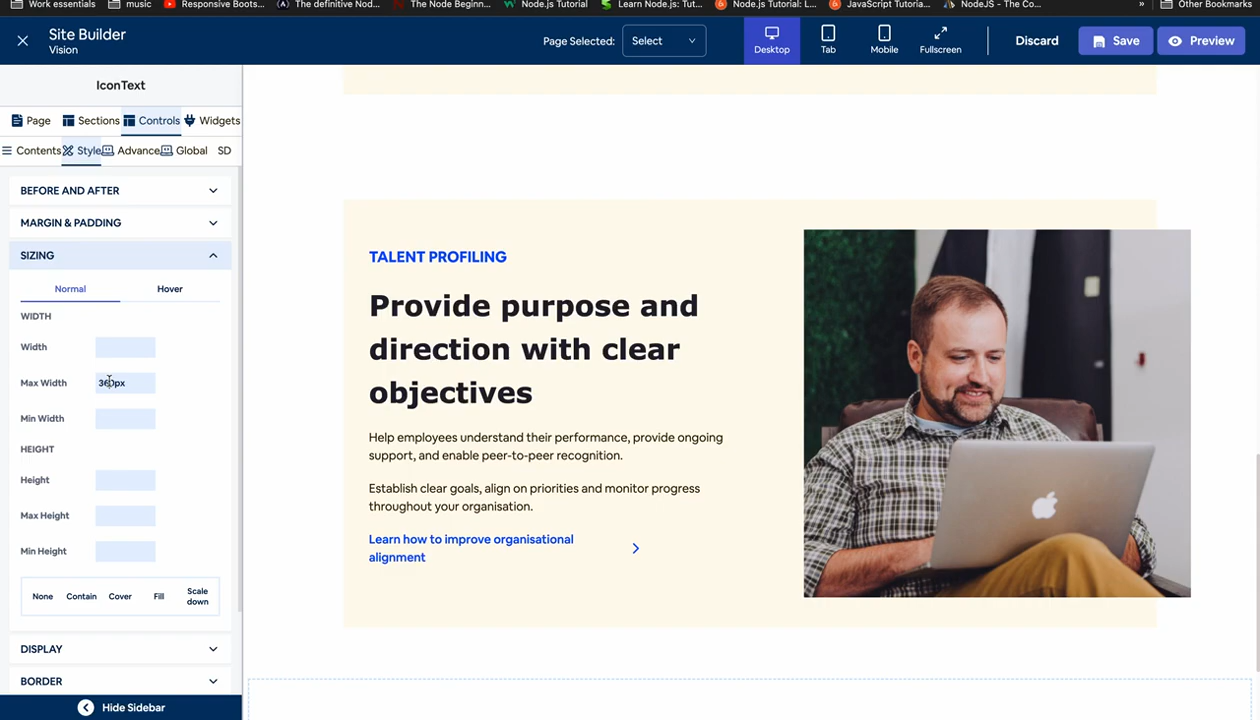 Work essentials music Responsive Boots... The definitive Nod... The Node Beginn... Node.js Tutorial Learn Node.js: Tut... Node.js Tutorial: L... JavaScript Tutoria... NodeJS - The Co... » Other Bookmarks
Site Builder
Vision
Page Selected: Select
Desktop Tab Mobile Fullscreen
Discard Save Preview
IconText
Page Sections Controls Widgets
Contents Style Advance Global SD
BEFORE AND AFTER
MARGIN & PADDING
SIZING
Normal Hover
WIDTH
Width
Max Width 360px
Min Width
HEIGHT
Height
Max Height
Min Height
None Contain Cover Fill Scale down
DISPLAY
BORDER
Hide Sidebar
TALENT PROFILING
Provide purpose and
direction with clear
objectives
Help employees understand their performance, provide ongoing
support, and enable peer-to-peer recognition.
Establish clear goals, align on priorities and monitor progress
throughout your organisation.
Learn how to improve organisational
alignment